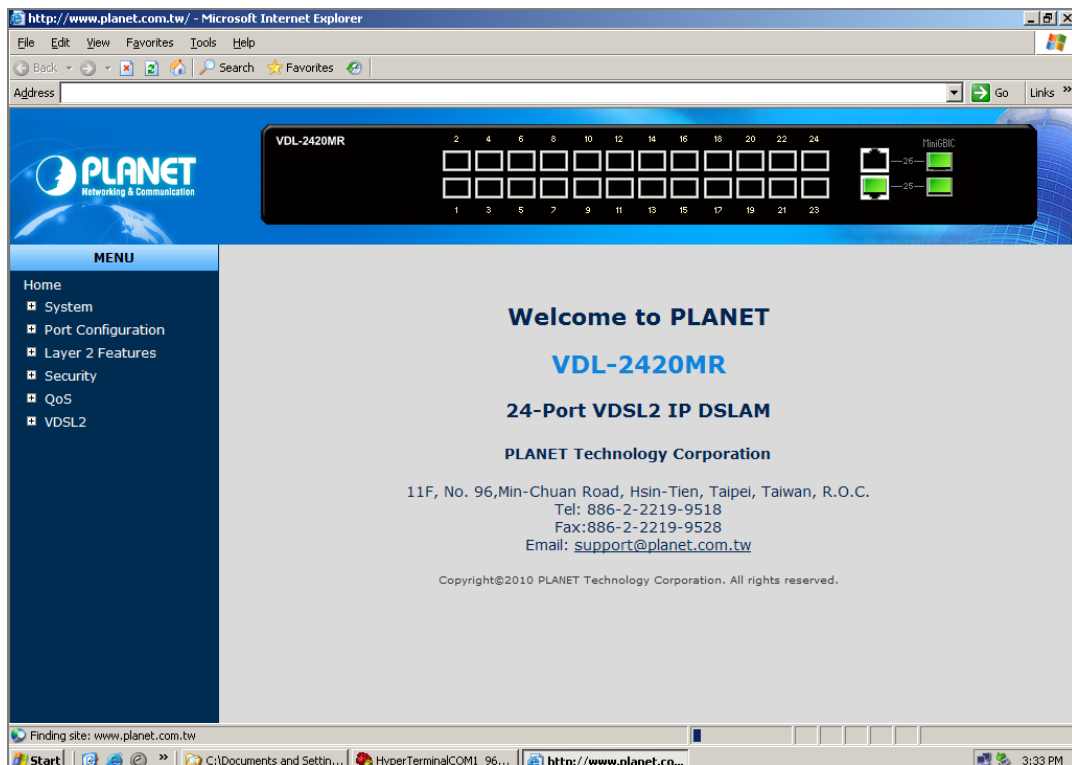 http://www.planet.com.tw/ - Microsoft Internet Explorer
File Edit View Favorites Tools Help
Back Search Favorites
Address Go Links »
PLANET
Networking & Communication
VDL-2420MR
2 4 6 8 10 12 14 16 18 20 22 24
MiniGBIC
26
25
1 3 5 7 9 11 13 15 17 19 21 23
MENU
Home
System
Port Configuration
Layer 2 Features
Security
QoS
VDSL2
Welcome to PLANET
VDL-2420MR
24-Port VDSL2 IP DSLAM
PLANET Technology Corporation
11F, No. 96,Min-Chuan Road, Hsin-Tien, Taipei, Taiwan, R.O.C.
Tel: 886-2-2219-9518
Fax:886-2-2219-9528
Email: support@planet.com.tw
Copyright©2010 PLANET Technology Corporation. All rights reserved.
Finding site: www.planet.com.tw
Start » C:\Documents and Settin... HyperTerminalCOM1_96... http://www.planet.co... 3:33 PM